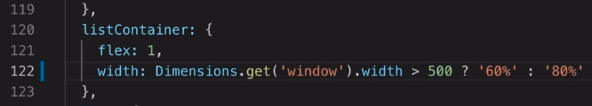 119 },
120 listContainer: {
121 flex: 1,
122 width: Dimensions.get('window').width > 500 ? '60%' : '80%'
123 },